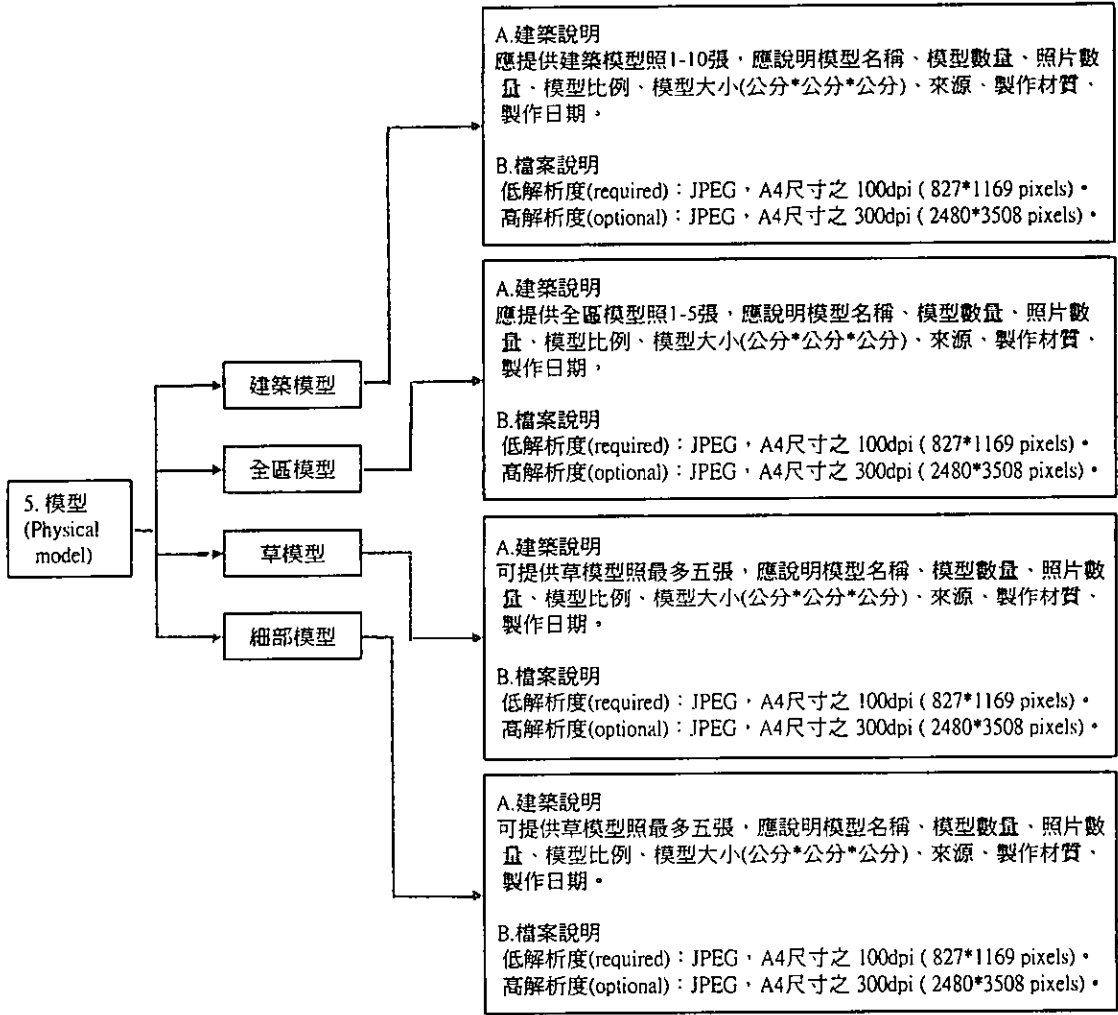 A.建築說明
應提供建築模型照1-10張，應說明模型名稱、模型數量、照片數
量、模型比例、模型大小(公分*公分*公分)、來源、製作材質、
製作日期。
B.檔案說明
低解析度(required)：JPEG，A4尺寸之 100dpi ( 827*1169 pixels)。
高解析度(optional)：JPEG，A4尺寸之 300dpi ( 2480*3508 pixels)。
A.建築說明
應提供全區模型照1-5張，應說明模型名稱、模型數量、照片數
量、模型比例、模型大小(公分*公分*公分)、來源、製作材質、
製作日期，
B.檔案說明
低解析度(required)：JPEG，A4尺寸之 100dpi ( 827*1169 pixels)。
高解析度(optional)：JPEG，A4尺寸之 300dpi ( 2480*3508 pixels)。
建築模型
全區模型
5. 模型
(Physical
model)
草模型
細部模型
A.建築說明
可提供草模型照最多五張，應說明模型名稱、模型數量、照片數
量、模型比例、模型大小(公分*公分*公分)、來源、製作材質、
製作日期。
B.檔案說明
低解析度(required)：JPEG，A4尺寸之 100dpi ( 827*1169 pixels)。
高解析度(optional)：JPEG，A4尺寸之 300dpi ( 2480*3508 pixels)。
A.建築說明
可提供草模型照最多五張，應說明模型名稱、模型數量、照片數
量、模型比例、模型大小(公分*公分*公分)、來源、製作材質、
製作日期。
B.檔案說明
低解析度(required)：JPEG，A4尺寸之 100dpi ( 827*1169 pixels)。
高解析度(optional)：JPEG，A4尺寸之 300dpi ( 2480*3508 pixels)。